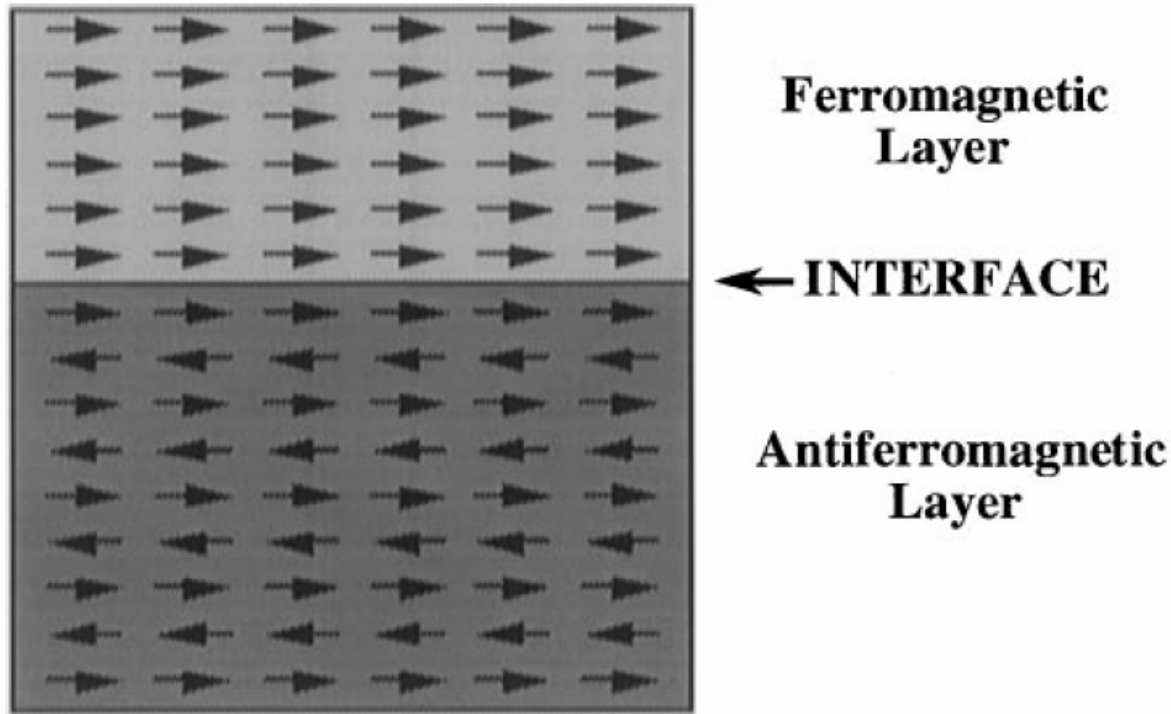 Ferromagnetic
Layer
INTERFACE
Antiferromagnetic
Layer